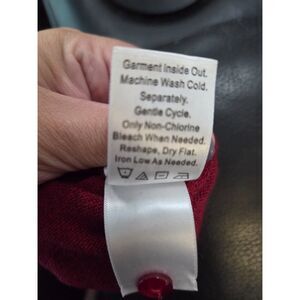 Garment Inside Out.
Machine Wash Cold.
Separately.
Gentle Cycle.
Only Non-Chlorine
Bleach When Needed.
Reshape, Dry Flat.
Iron Low As Needed.